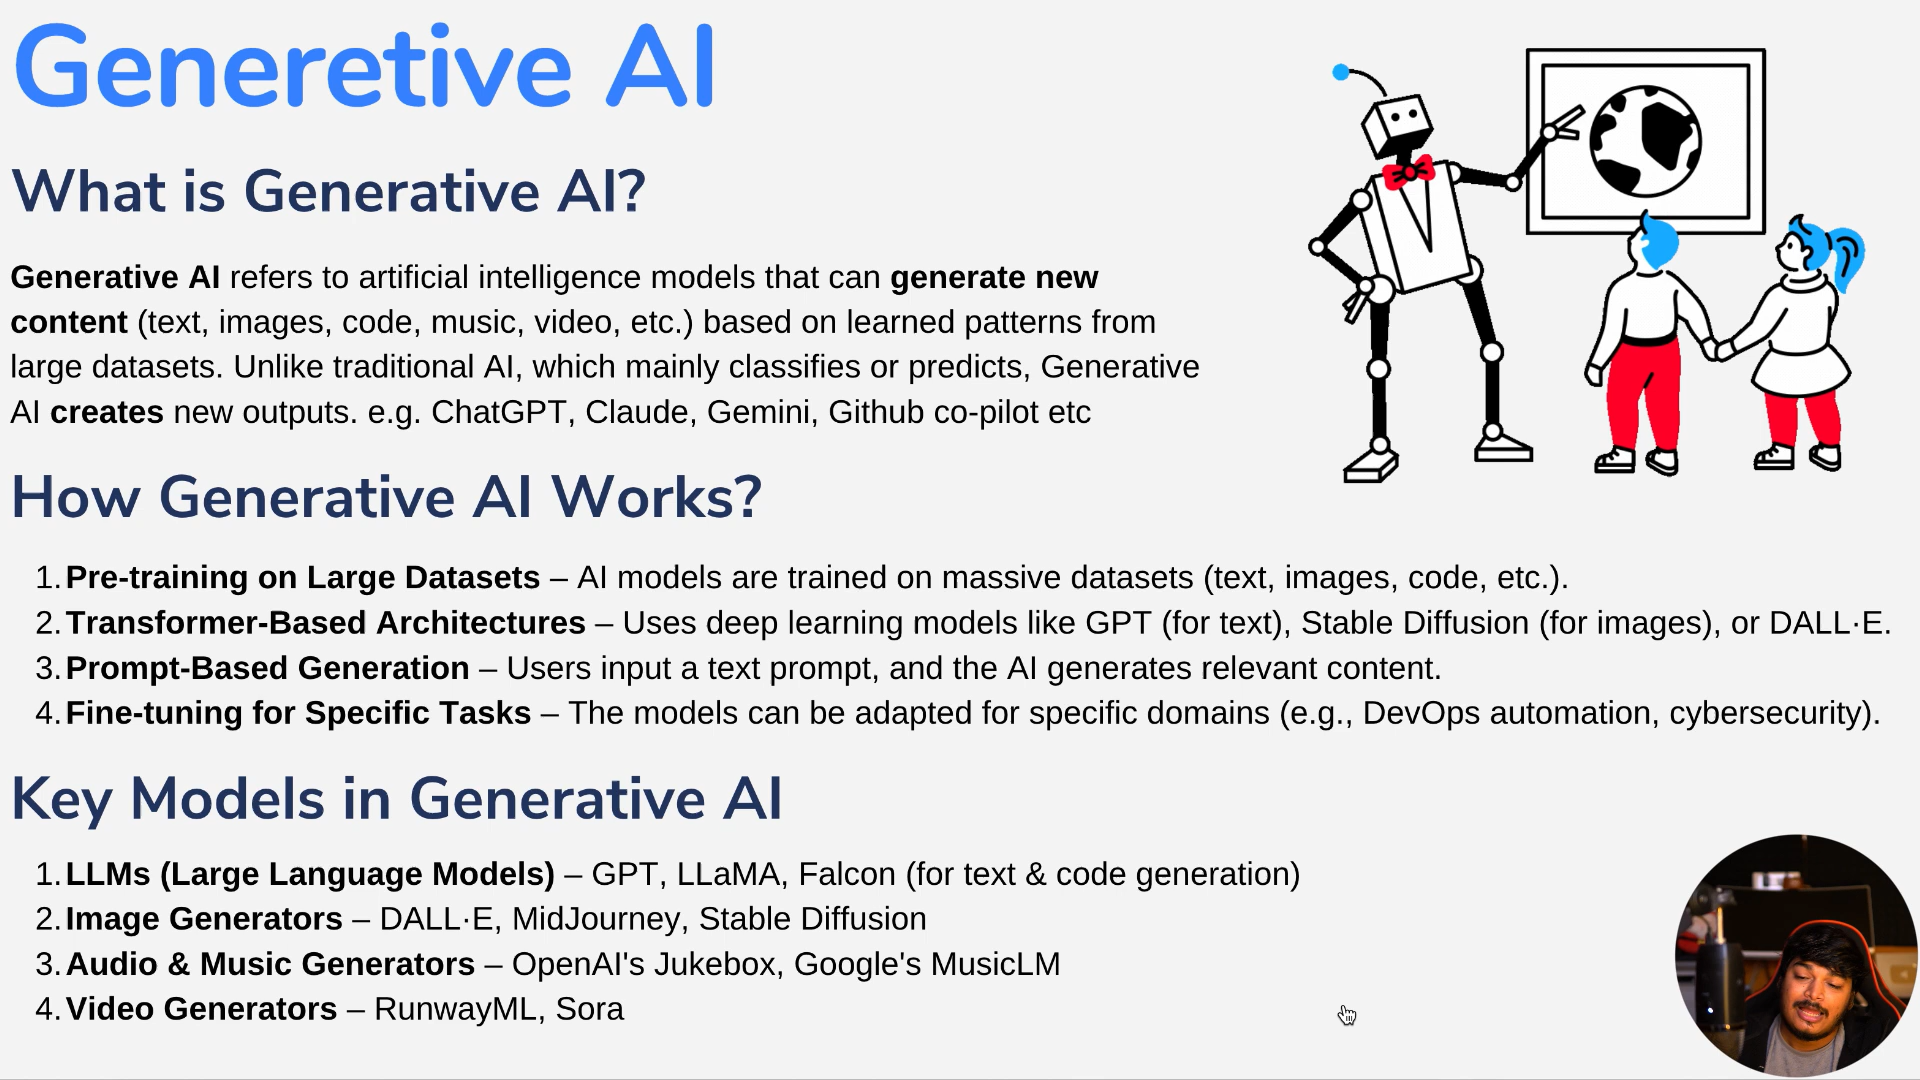 Generetive AI
What is Generative AI?
Generative AI refers to artificial intelligence models that can generate new
content (text, images, code, music, video, etc.) based on learned patterns from
large datasets. Unlike traditional AI, which mainly classifies or predicts, Generative
AI creates new outputs. e.g. ChatGPT, Claude, Gemini, Github co-pilot etc
How Generative AI Works?
1. Pre-training on Large Datasets – AI models are trained on massive datasets (text, images, code, etc.).
2. Transformer-Based Architectures – Uses deep learning models like GPT (for text), Stable Diffusion (for images), or DALL·E.
3. Prompt-Based Generation – Users input a text prompt, and the AI generates relevant content.
4. Fine-tuning for Specific Tasks – The models can be adapted for specific domains (e.g., DevOps automation, cybersecurity).
Key Models in Generative AI
1. LLMs (Large Language Models) – GPT, LLaMA, Falcon (for text & code generation)
2. Image Generators – DALL·E, MidJourney, Stable Diffusion
3. Audio & Music Generators – OpenAI's Jukebox, Google's MusicLM
4. Video Generators – RunwayML, Sora